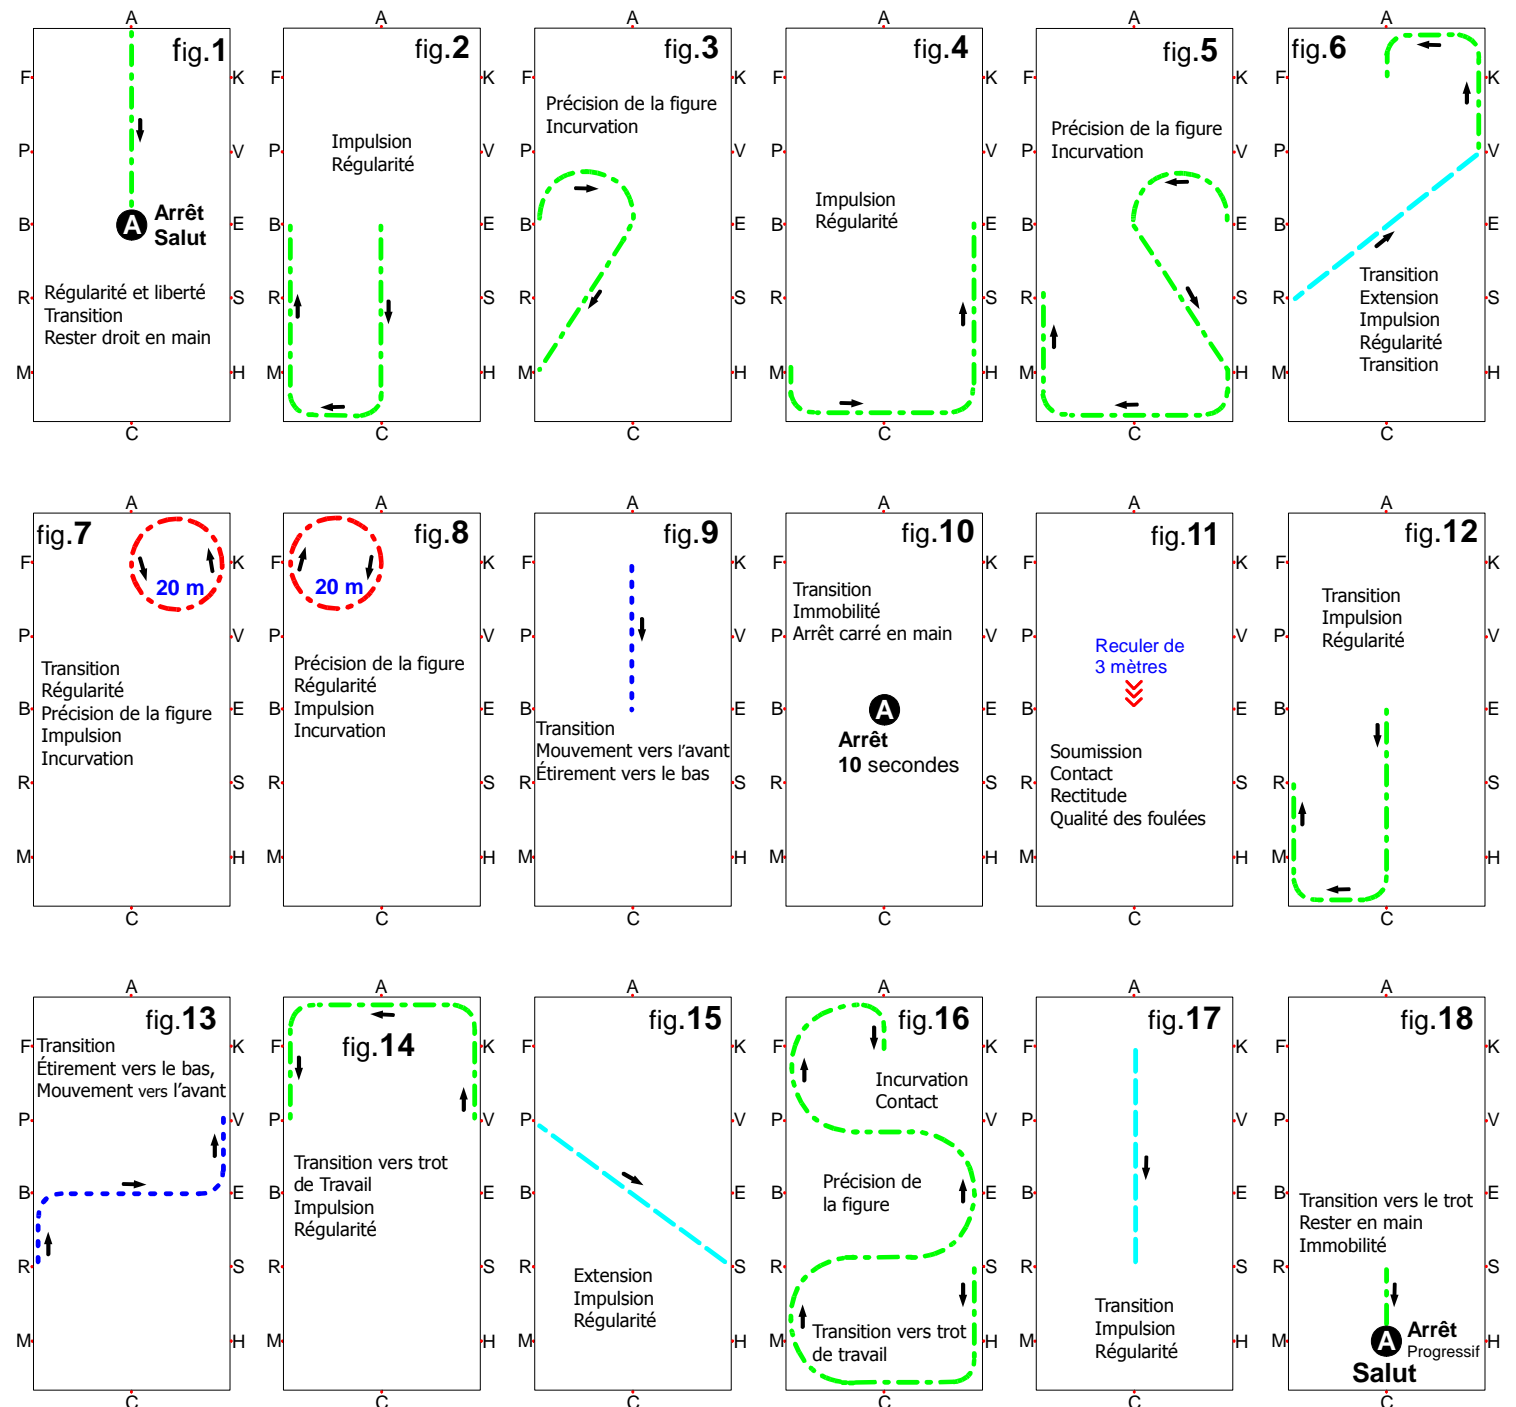 A
fig.1
F
K
P
V
B
A
Arrêt
Salut
E
R
S
Régularité et liberté
Transition
Rester droit en main
M
H
C
A
fig.2
F
K
Impulsion
Régularité
P
V
B
E
R
S
M
H
C
A
fig.3
F
K
Précision de la figure
Incurvation
P
V
B
E
R
S
M
H
C
A
fig.4
F
K
P
V
Impulsion
Régularité
B
E
R
S
M
H
C
A
fig.5
F
K
Précision de la figure
Incurvation
P
V
B
E
R
S
M
H
C
A
fig.6
F
K
P
V
B
E
Transition
Extension
Impulsion
Régularité
Transition
R
S
M
H
C
A
fig.7
F
K
20 m
P
V
Transition
Régularité
Précision de la figure
Impulsion
Incurvation
B
E
R
S
M
H
C
A
fig.8
F
K
20 m
P
V
Précision de la figure
Régularité
Impulsion
Incurvation
B
E
R
S
M
H
C
A
fig.9
F
K
P
V
B
E
Transition
Mouvement vers l'avant
Étirement vers le bas
R
S
M
H
C
A
fig.10
F
K
Transition
Immobilité
Arrêt carré en main
P
V
B
A
E
Arrêt
10 secondes
R
S
M
H
C
A
fig.11
F
K
P
V
Reculer de
3 mètres
B
E
Soumission
Contact
Rectitude
Qualité des foulées
R
S
M
H
C
A
fig.12
F
K
Transition
Impulsion
Régularité
P
V
B
E
R
S
M
H
C
A
fig.13
F
K
Transition
Étirement vers le bas,
Mouvement vers l'avant
P
V
B
E
R
S
M
H
C
A
fig.14
F
K
P
V
Transition vers trot
de Travail
Impulsion
Régularité
B
E
R
S
M
H
C
A
fig.15
F
K
P
V
B
E
R
S
Extension
Impulsion
Régularité
M
H
C
A
fig.16
F
K
Incurvation
Contact
P
V
Précision de
la figure
B
E
R
S
Transition vers trot
de travail
M
H
C
A
fig.17
F
K
P
V
B
E
R
S
Transition
Impulsion
Régularité
M
H
C
A
fig.18
F
K
P
V
B
E
Transition vers le trot
Rester en main
Immobilité
R
S
M
A
Arrêt
Progressif
H
Salut
C